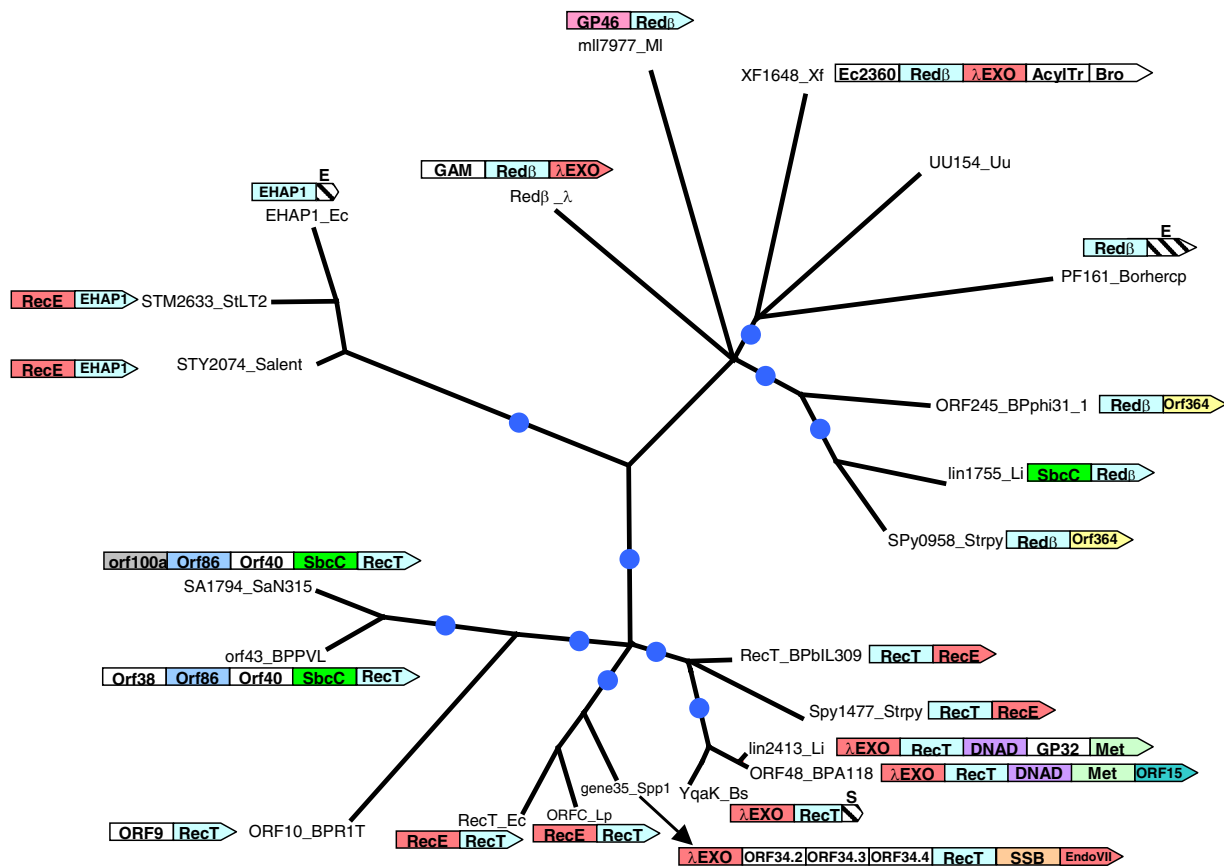 GP46 Redβ
mll7977_Ml
XF1648_Xf
Ec2360 Redβ λEXO AcylTr Bro
UU154_Uu
GAM Redβ λEXO
Redβ_λ
E
EHAP1
EHAP1_Ec
E
Redβ
PF161_Borhercp
RecE EHAP1
STM2633_StLT2
RecE EHAP1
STY2074_Salent
ORF245_BPphi31_1
Redβ Orf364
lin1755_Li
SbcC Redβ
SPy0958_Strpy
Redβ Orf364
orf100a Orf86 Orf40 SbcC RecT
SA1794_SaN315
orf43_BPPVL
Orf38 Orf86 Orf40 SbcC RecT
RecT_BPbIL309
RecT RecE
Spy1477_Strpy
RecT RecE
lin2413_Li
λEXO RecT DNAD GP32 Met
ORF48_BPA118
λEXO RecT DNAD Met ORF15
gene35_Spp1
YqaK_Bs
S
λEXO RecT
ORF9 RecT
ORF10_BPR1T
RecT_Ec
RecE RecT
ORFC_Lp
RecE RecT
λEXO ORF34.2 ORF34.3 ORF34.4 RecT SSB EndoVII